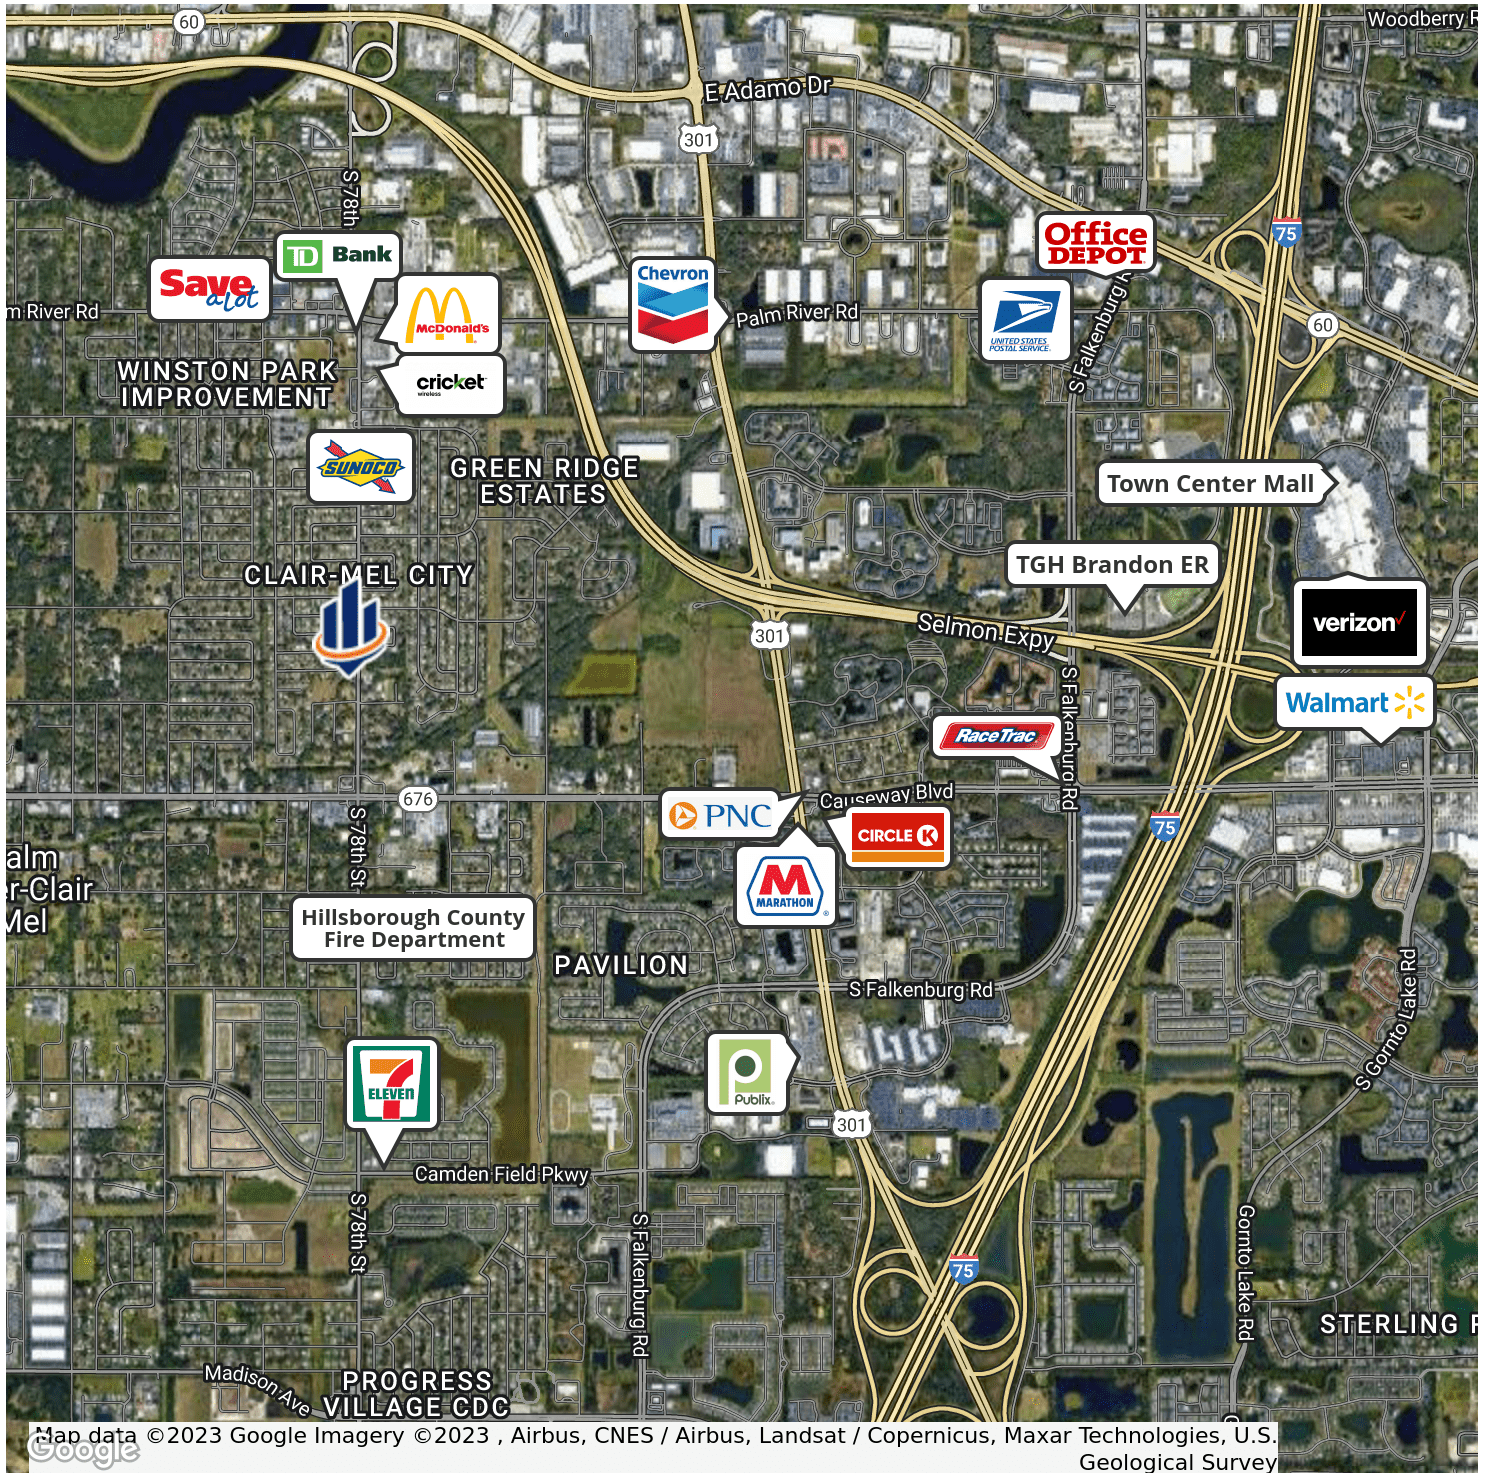 60
Woodberry R
E Adamo Dr
301
S 78th
75
Office
DEPOT
TD Bank
Save
a lot
McDonald's
Chevron
m River Rd
Palm River Rd
UNITED STATES
POSTAL SERVICE
S Falkenburg R
60
WINSTON PARK
IMPROVEMENT
cricket
wireless
SUNOCO
GREEN RIDGE
ESTATES
Town Center Mall
CLAIR-MEL CITY
TGH Brandon ER
verizon
301
Selmon Expy
S Falkenburg Rd
Walmart
RaceTrac
676
PNC
Causeway Blvd
75
CIRCLE K
S 78th St
alm
er-Clair
Mel
M
MARATHON
Hillsborough County
Fire Department
PAVILION
S Falkenburg Rd
S Gornto Lake Rd
7
ELEVEN
Publix
301
Camden Field Pkwy
S 78th St
S Falkenburg Rd
Gornto Lake Rd
75
STERLING R
Madison Ave
PROGRESS
VILLAGE CDC
Google
Map data ©2023 Google Imagery ©2023 , Airbus, CNES / Airbus, Landsat / Copernicus, Maxar Technologies, U.S.
Geological Survey